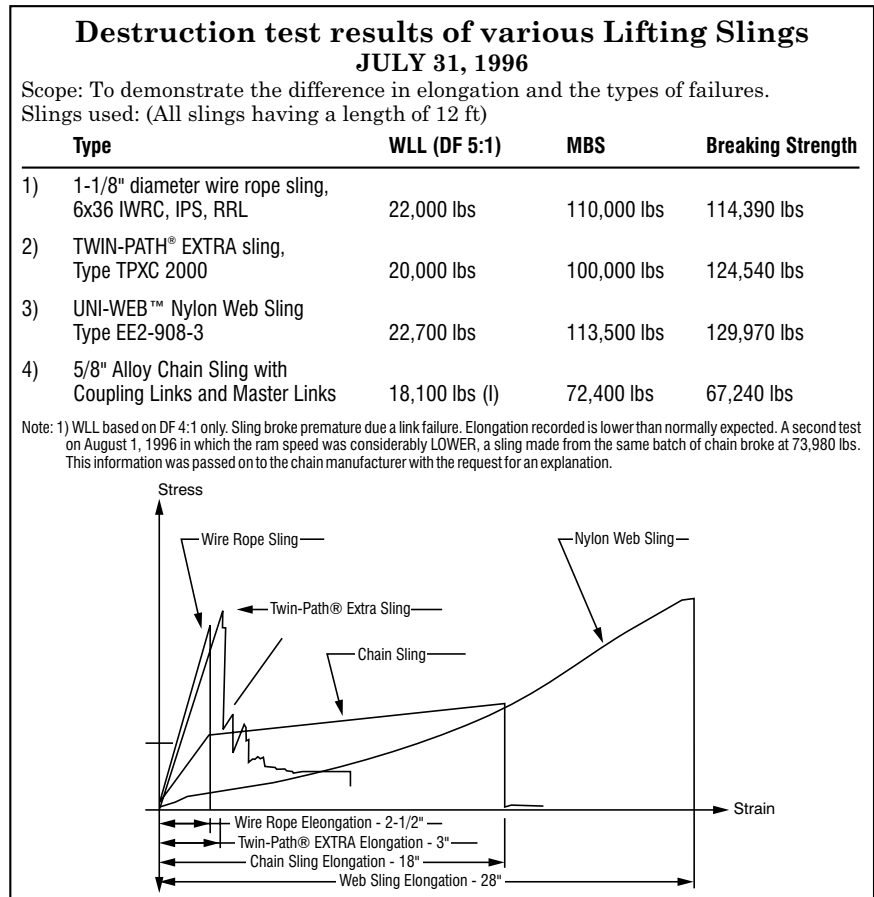 Destruction test results of various Lifting Slings
JULY 31, 1996
Scope: To demonstrate the difference in elongation and the types of failures.
Slings used: (All slings having a length of 12 ft)
Type WLL (DF 5:1) MBS Breaking Strength
1) 1-1/8" diameter wire rope sling,
6x36 IWRC, IPS, RRL 22,000 lbs 110,000 lbs 114,390 lbs
2) TWIN-PATH® EXTRA sling,
Type TPXC 2000 20,000 lbs 100,000 lbs 124,540 lbs
3) UNI-WEB™ Nylon Web Sling
Type EE2-908-3 22,700 lbs 113,500 lbs 129,970 lbs
4) 5/8" Alloy Chain Sling with
Coupling Links and Master Links 18,100 lbs (I) 72,400 lbs 67,240 lbs
Note: 1) WLL based on DF 4:1 only. Sling broke premature due a link failure. Elongation recorded is lower than normally expected. A second test
on August 1, 1996 in which the ram speed was considerably LOWER, a sling made from the same batch of chain broke at 73,980 lbs.
This information was passed on to the chain manufacturer with the request for an explanation.
Stress
Wire Rope Sling
Nylon Web Sling
Twin-Path® Extra Sling
Chain Sling
Strain
Wire Rope Eleongation - 2-1/2"
Twin-Path® EXTRA Elongation - 3"
Chain Sling Elongation - 18"
Web Sling Elongation - 28"